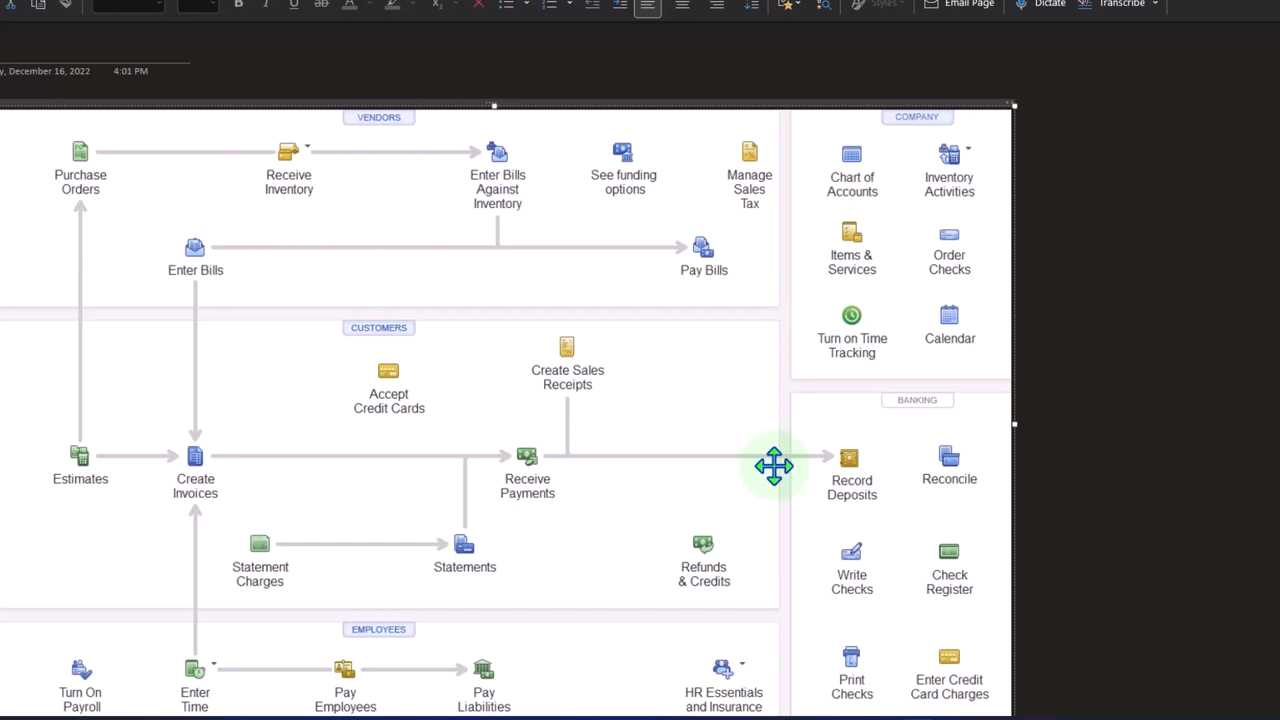 Styles
Email Page
Dictate
Transcribe
y, December 16, 2022
4:01 PM
VENDORS
Purchase
Orders
Receive
Inventory
Enter Bills
Against
Inventory
See funding
options
Manage
Sales
Tax
Enter Bills
Pay Bills
CUSTOMERS
Accept
Credit Cards
Create Sales
Receipts
Estimates
Create
Invoices
Receive
Payments
Statement
Charges
Statements
Refunds
& Credits
EMPLOYEES
Turn On
Payroll
Enter
Time
Pay
Employees
Pay
Liabilities
HR Essentials
and Insurance
COMPANY
Chart of
Accounts
Inventory
Activities
Items &
Services
Order
Checks
Turn on Time
Tracking
Calendar
BANKING
Record
Deposits
Reconcile
Write
Checks
Check
Register
Print
Checks
Enter Credit
Card Charges